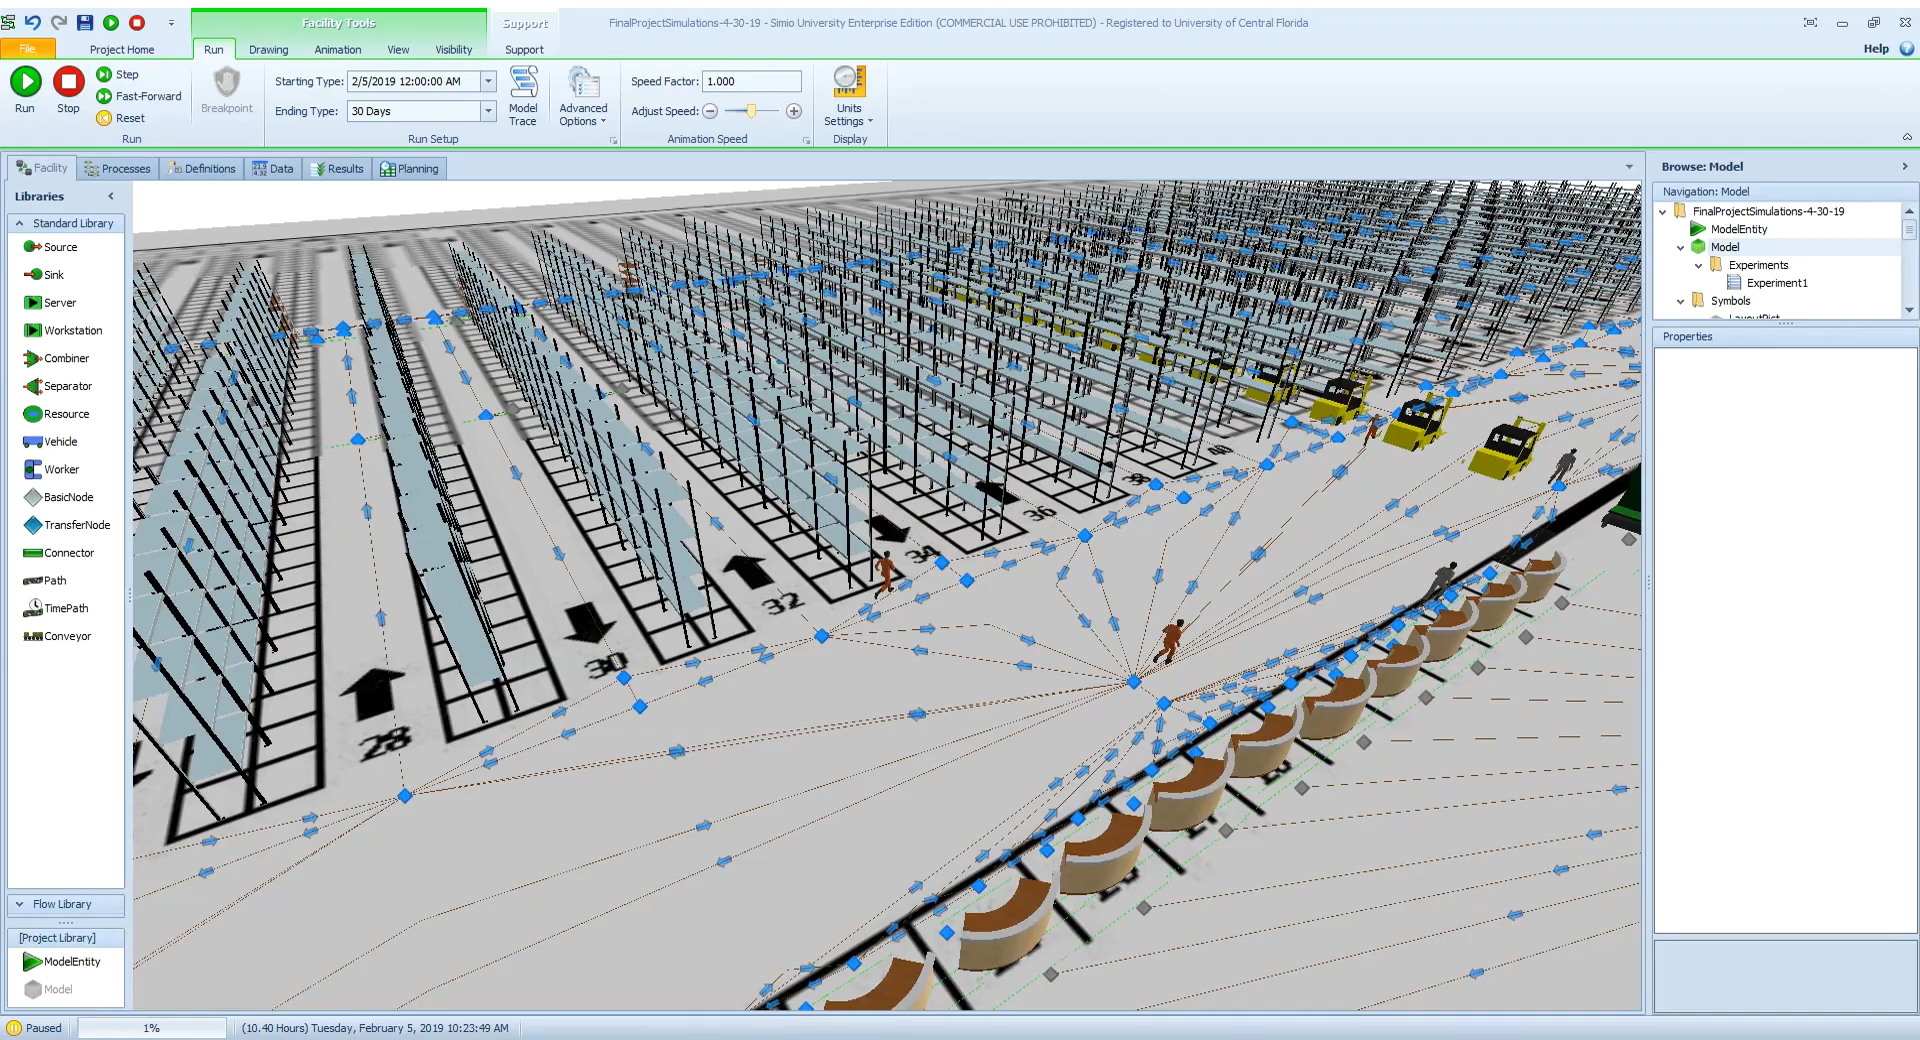 Facility Tools
Support
FinalProjectSimulations-4-30-19 - Simio University Enterprise Edition (COMMERCIAL USE PROHIBITED) - Registered to University of Central Florida
File
Project Home
Run
Drawing
Animation
View
Visibility
Support
Help
Run
Stop
Step
Fast-Forward
Reset
Run
Breakpoint
Starting Type: 2/5/2019 12:00:00 AM
Ending Type: 30 Days
Model Trace
Advanced Options
Run Setup
Speed Factor: 1.000
Adjust Speed:
Animation Speed
Units Settings
Display
Facility
Processes
Definitions
Data
Results
Planning
Libraries
Standard Library
Source
Sink
Server
Workstation
Combiner
Separator
Resource
Vehicle
Worker
BasicNode
TransferNode
Connector
Path
TimePath
Conveyor
Flow Library
[Project Library]
ModelEntity
Model
28
30
32
34
36
38
40
Browse: Model
Navigation: Model
FinalProjectSimulations-4-30-19
ModelEntity
Model
Experiments
Experiment1
Symbols
Properties
Paused
1%
(10.40 Hours) Tuesday, February 5, 2019 10:23:49 AM